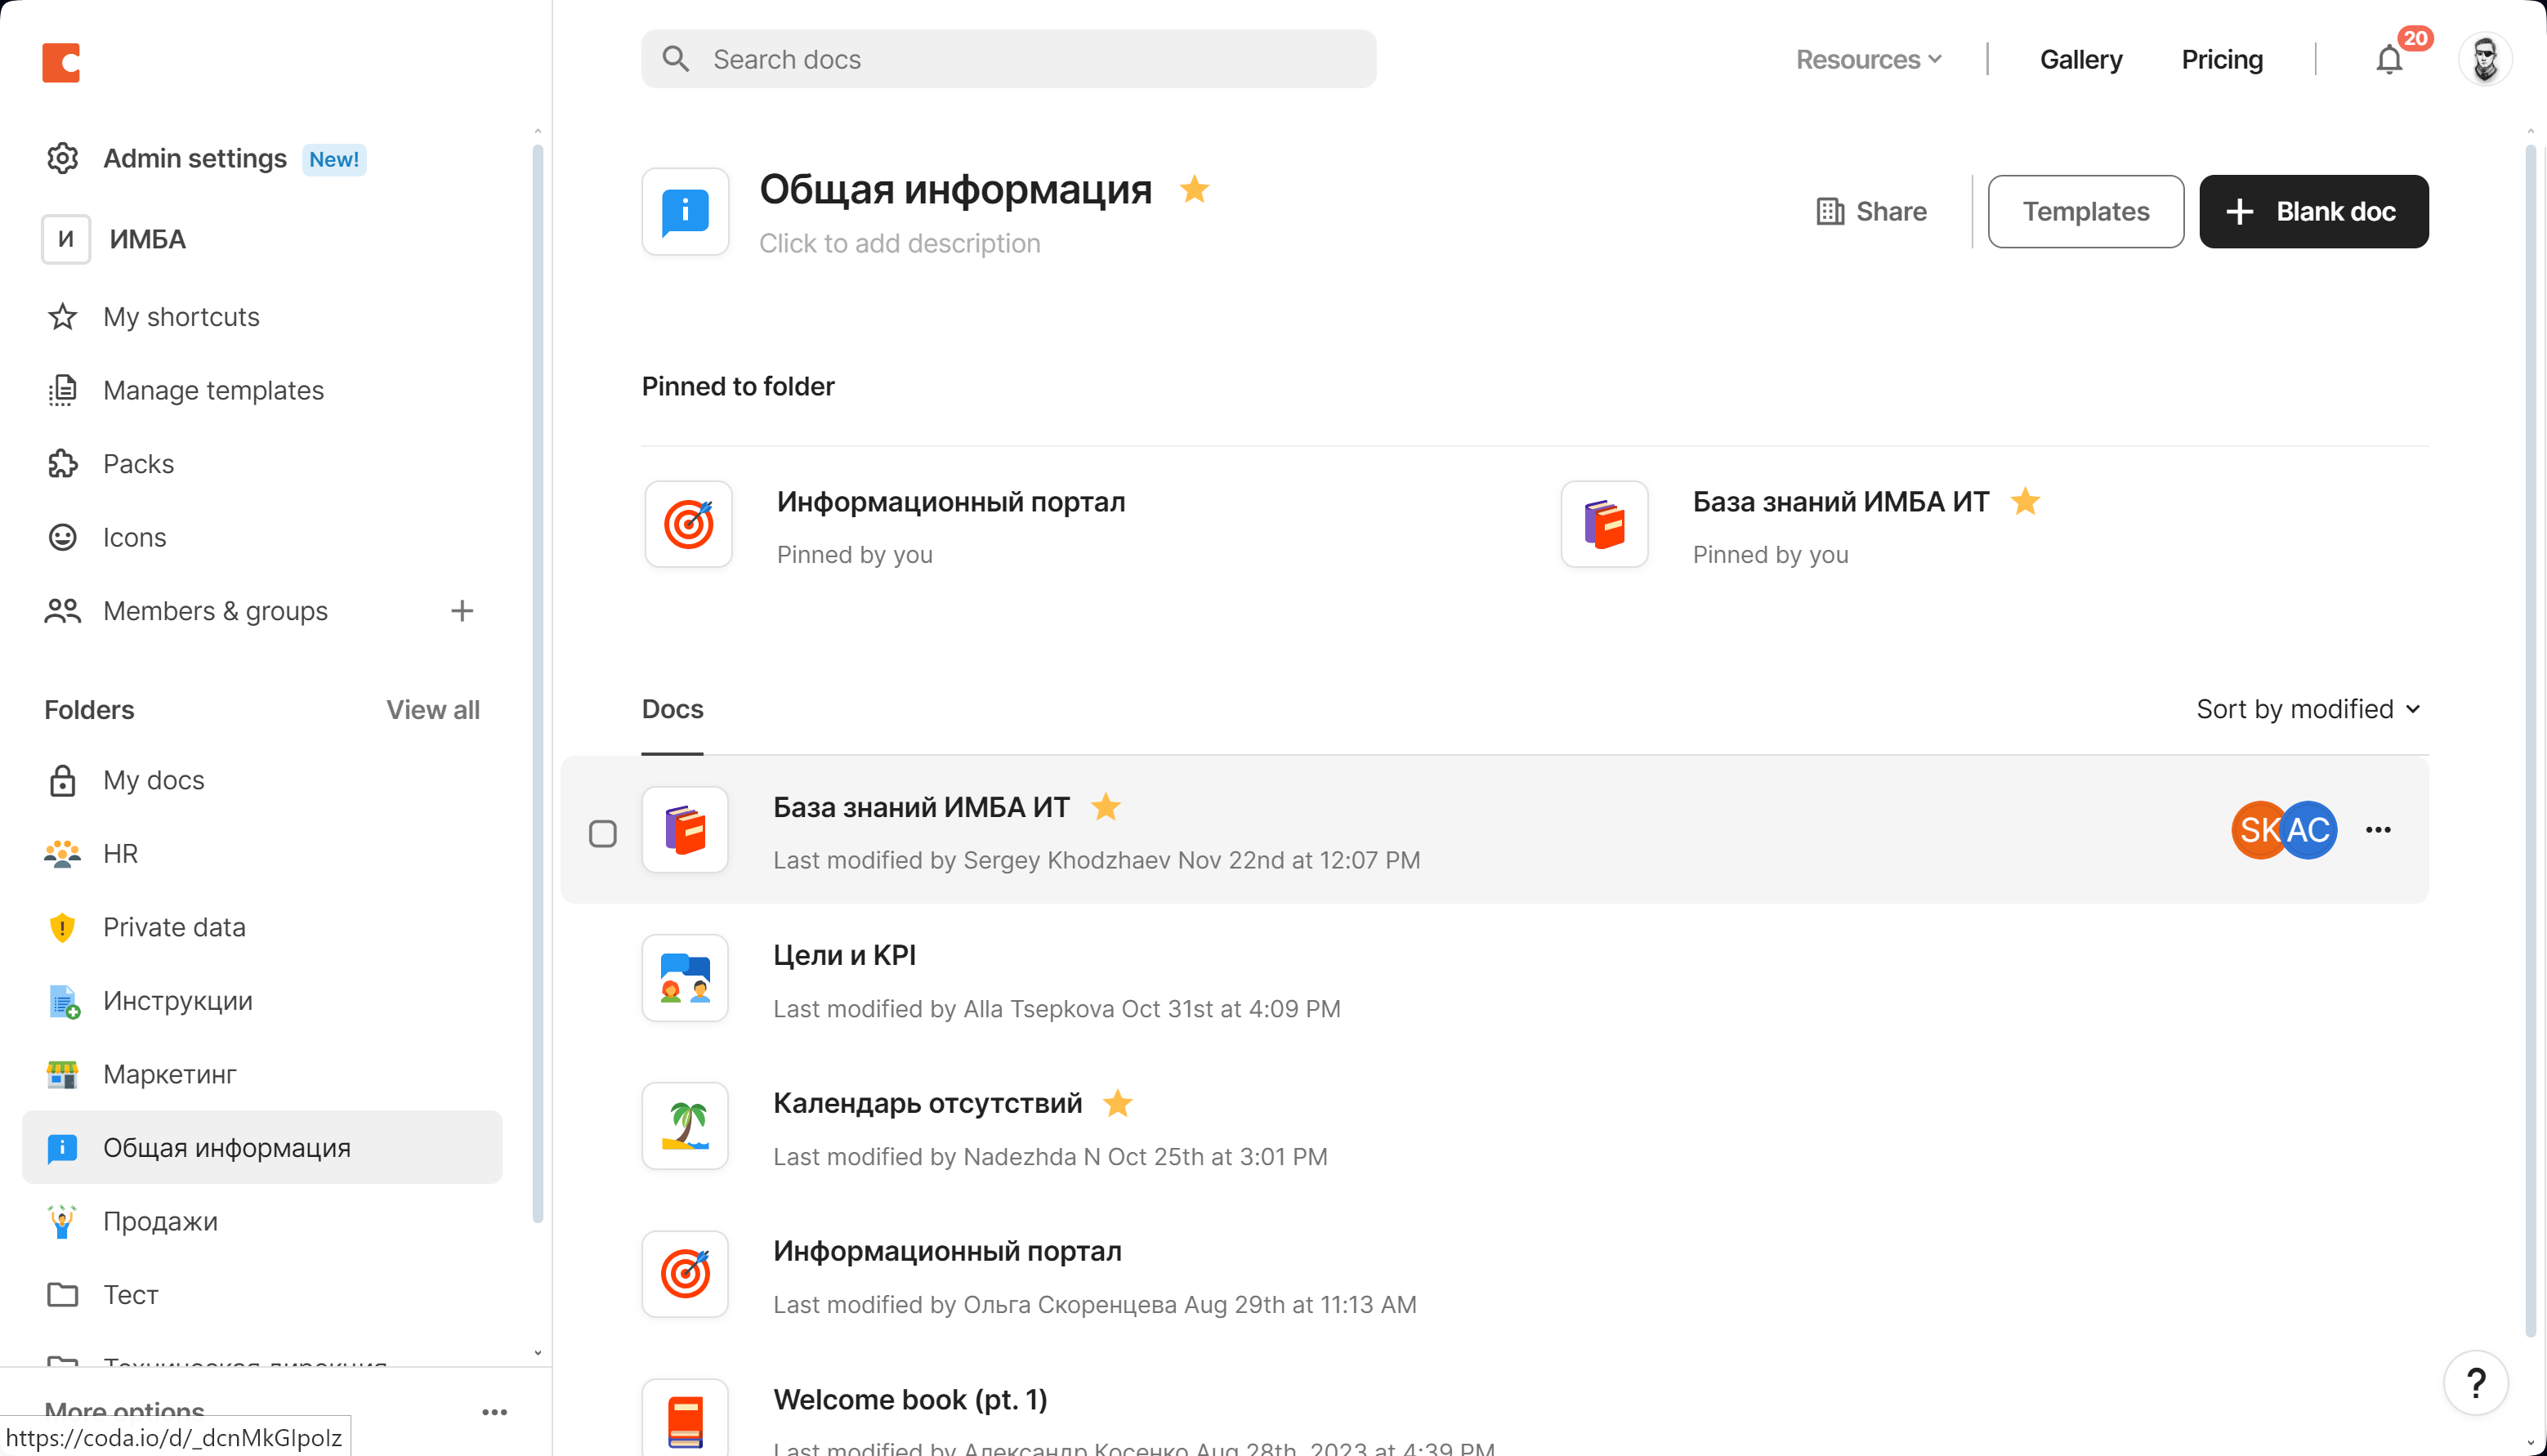 Search docs
Resources
Gallery
Pricing
20
Admin settings New!
И ИМБА
My shortcuts
Manage templates
Packs
Icons
Members & groups
Folders View all
My docs
HR
Private data
Инструкции
Маркетинг
Общая информация
Продажи
Тест
Техническая дирекция
More options
https://coda.io/d/_dcnMkGIpoIz
Общая информация
Click to add description
Share
Templates
Blank doc
Pinned to folder
Информационный портал
Pinned by you
База знаний ИМБА ИТ
Pinned by you
Docs
Sort by modified
База знаний ИМБА ИТ
Last modified by Sergey Khodzhaev Nov 22nd at 12:07 PM
SK AC
Цели и KPI
Last modified by Alla Tsepkova Oct 31st at 4:09 PM
Календарь отсутствий
Last modified by Nadezhda N Oct 25th at 3:01 PM
Информационный портал
Last modified by Ольга Скоренцева Aug 29th at 11:13 AM
Welcome book (pt. 1)
Last modified by Александр Косенко Aug 28th, 2023 at 4:39 PM
?